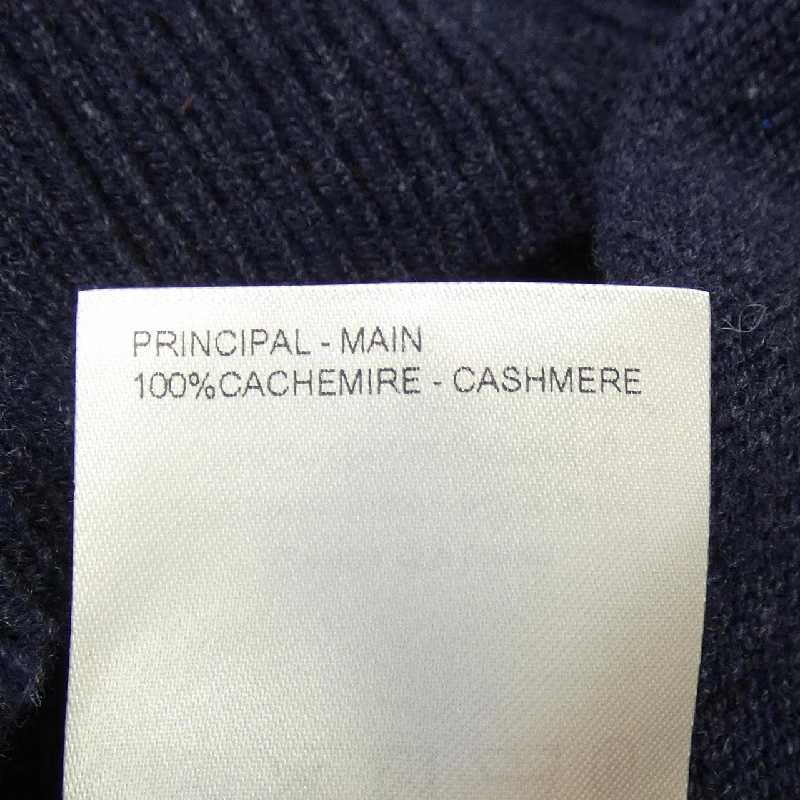 PRINCIPAL - MAIN
100%CACHEMIRE - CASHMERE